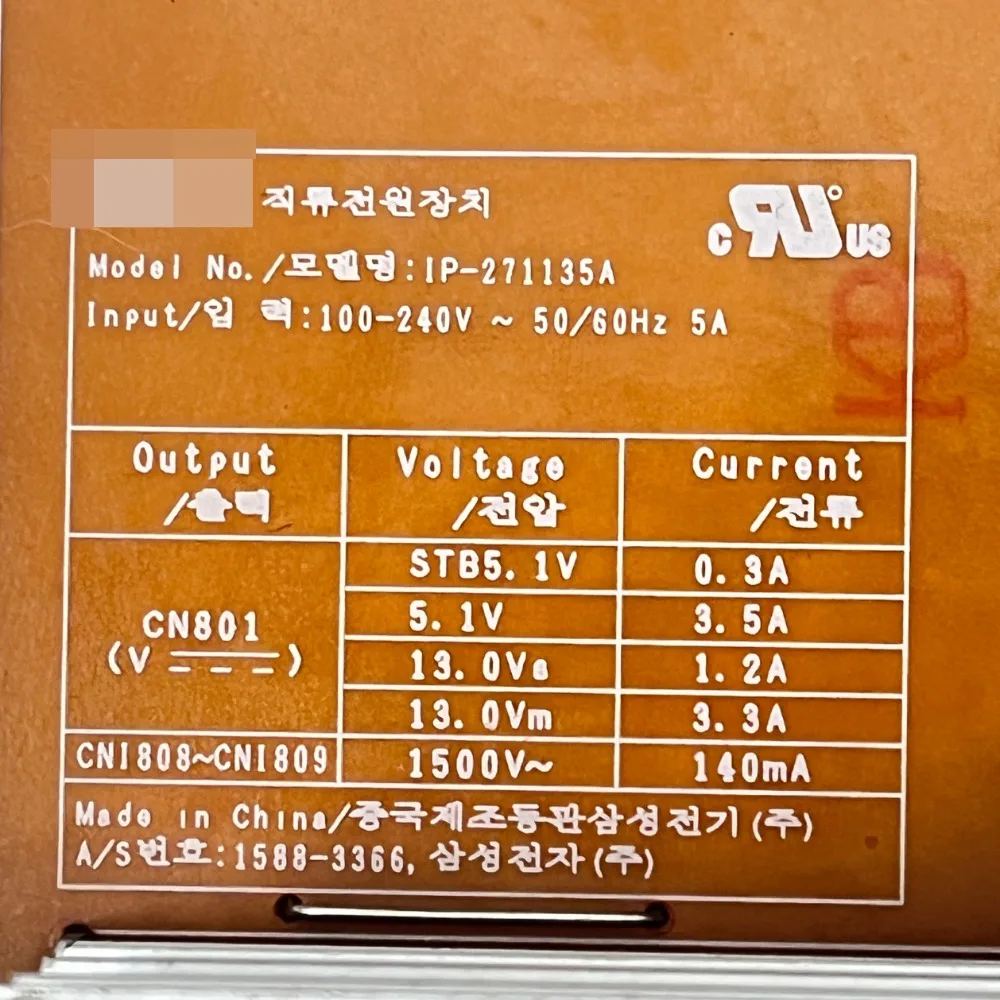 직류전원장치
c RU US
Model No./모델명:IP-271135A
Input/입 력:100-240V ~ 50/60Hz 5A
Output Voltage Current
/출력 /전압 /전류
STB5.1V 0.3A
5.1V 3.5A
CN801
(V ⎓)
13.0Va 1.2A
13.0Vm 3.3A
CN1808~CN1809 1500V~ 140mA
Made in China/중국제조등판삼성전기(주)
A/S번호:1588-3366, 삼성전자(주)